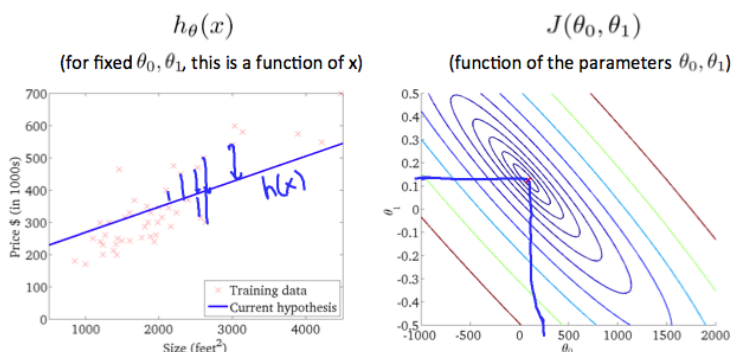 hθ(x)
(for fixed θ₀, θ₁, this is a function of x)
700
600
500
400
300
200
100
0
Price $ (in 1000s)
h(x)
Training data
Current hypothesis
1000
2000
3000
4000
Size (feet²)
J(θ₀, θ₁)
(function of the parameters θ₀, θ₁)
0.5
0.4
0.3
0.2
0.1
0
-0.1
-0.2
-0.3
-0.4
-0.5
θ₁
-1000
-500
0
500
1000
1500
2000
θ₀